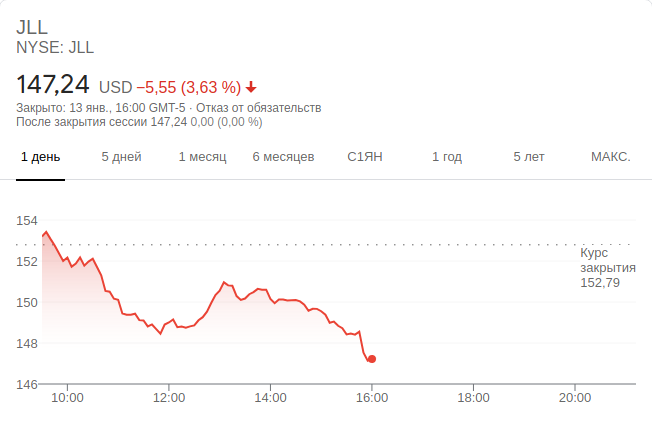 JLL
NYSE: JLL
147,24 USD −5,55 (3,63 %)
Закрыто: 13 янв., 16:00 GMT-5 · Отказ от обязательств
После закрытия сессии 147,24 0,00 (0,00 %)
1 день 5 дней 1 месяц 6 месяцев С1ЯН 1 год 5 лет МАКС.
154
152
150
148
146
Курс
закрытия
152,79
10:00 12:00 14:00 16:00 18:00 20:00